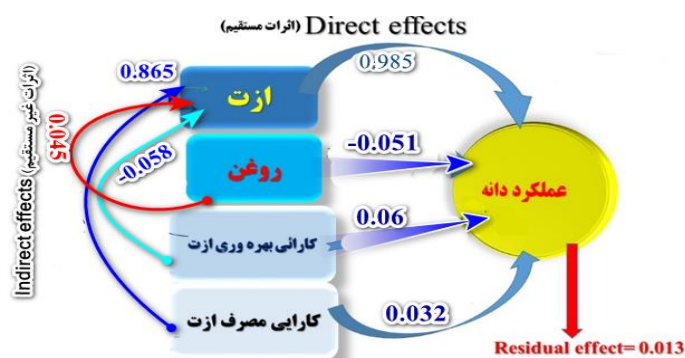 (اثرات مستقیم) Direct effects
0.865
0.985
ازت
Indirect effects (اثرات غیر مستقیم)
0.045
-0.058
روغن
-0.051
عملکرد دانه
کارائی بهره وری ازت
0.06
کارایی مصرف ازت
0.032
Residual effect= 0.013